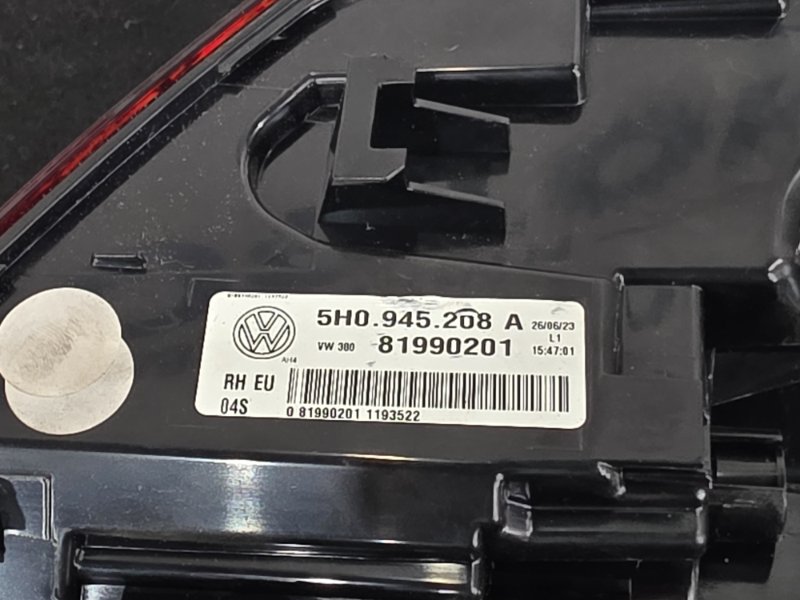 5H0.945.208 A 26/06/23
VW 380 81990201 L1
15:47:01
AH4
RH EU
04S
0 81990201 1193522